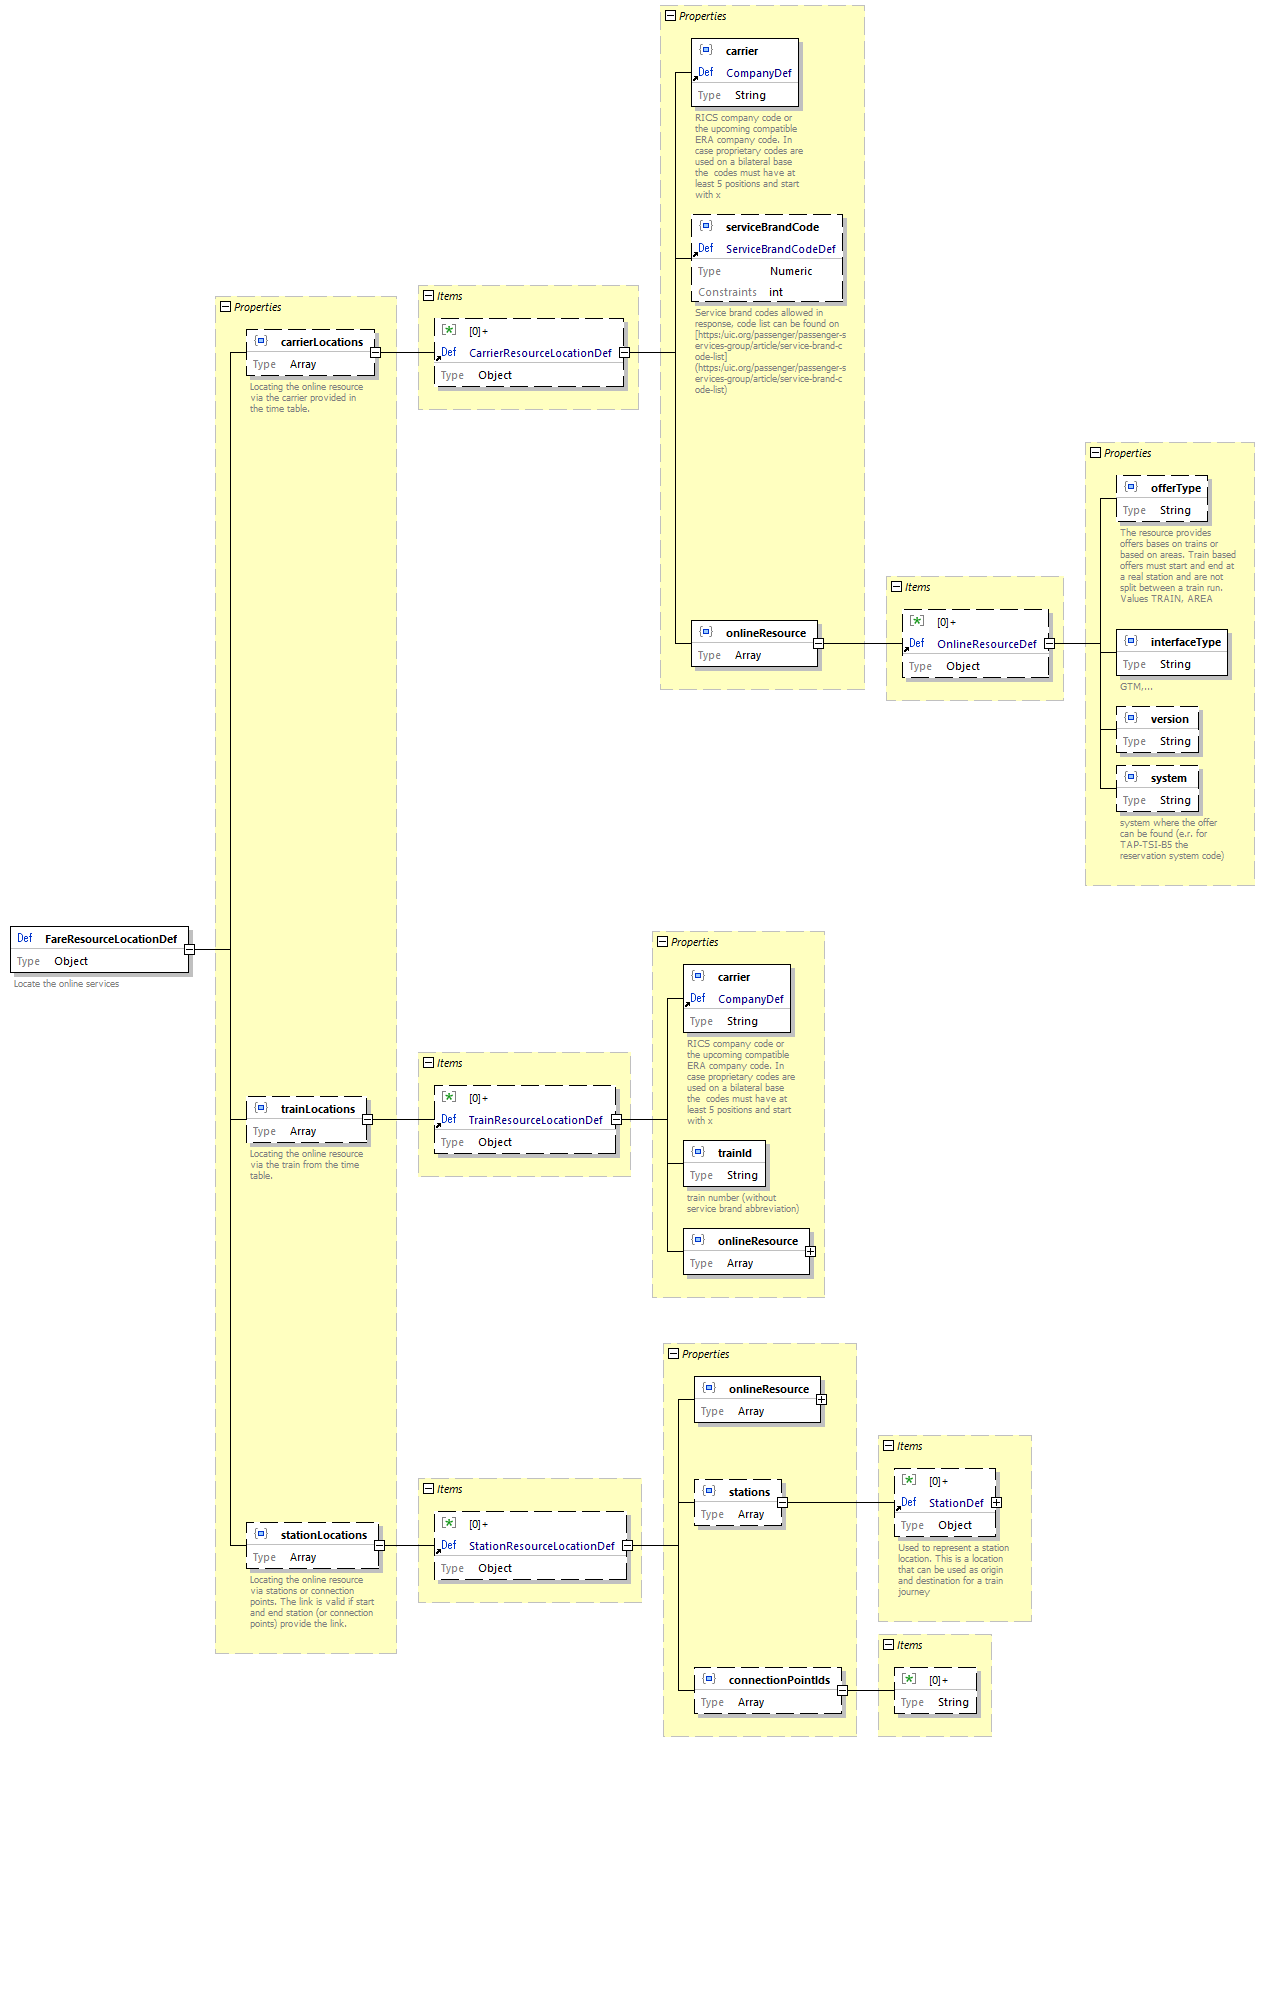 Properties
carrier
Def CompanyDef
Type String
RICS company code or
the upcoming compatible
ERA company code. In
case proprietary codes are
used on a bilateral base
the codes must have at
least 5 positions and start
with x
serviceBrandCode
Def ServiceBrandCodeDef
Type Numeric
Constraints int
Service brand codes allowed in
response, code list can be found on
[https:/uic.org/passenger/passenger-s
ervices-group/article/service-brand-c
ode-list]
(https:/uic.org/passenger/passenger-s
ervices-group/article/service-brand-c
ode-list)
onlineResource
Type Array
Items
[0]+
Def OnlineResourceDef
Type Object
Properties
offerType
Type String
The resource provides
offers bases on trains or
based on areas. Train based
offers must start and end at
a real station and are not
split between a train run.
Values TRAIN, AREA
interfaceType
Type String
GTM,...
version
Type String
system
Type String
system where the offer
can be found (e.r. for
TAP-TSI-B5 the
reservation system code)
Items
[0]+
Def CarrierResourceLocationDef
Type Object
Properties
carrierLocations
Type Array
Locating the online resource
via the carrier provided in
the time table.
Def FareResourceLocationDef
Type Object
Locate the online services
trainLocations
Type Array
Locating the online resource
via the train from the time
table.
Items
[0]+
Def TrainResourceLocationDef
Type Object
Properties
carrier
Def CompanyDef
Type String
RICS company code or
the upcoming compatible
ERA company code. In
case proprietary codes are
used on a bilateral base
the codes must have at
least 5 positions and start
with x
trainId
Type String
train number (without
service brand abbreviation)
onlineResource
Type Array
stationLocations
Type Array
Locating the online resource
via stations or connection
points. The link is valid if start
and end station (or connection
points) provide the link.
Items
[0]+
Def StationResourceLocationDef
Type Object
Properties
onlineResource
Type Array
stations
Type Array
Items
[0]+
Def StationDef
Type Object
Used to represent a station
location. This is a location
that can be used as origin
and destination for a train
journey
connectionPointIds
Type Array
Items
[0]+
Type String